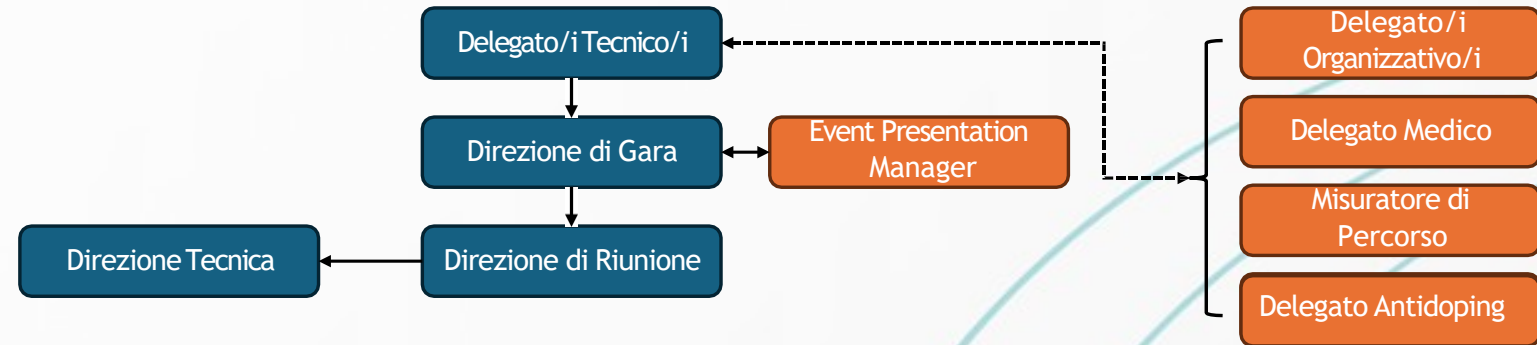 Delegato/i Tecnico/i
Direzione di Gara
Event Presentation
Manager
Direzione Tecnica
Direzione di Riunione
Delegato/i
Organizzativo/i
Delegato Medico
Misuratore di
Percorso
Delegato Antidoping